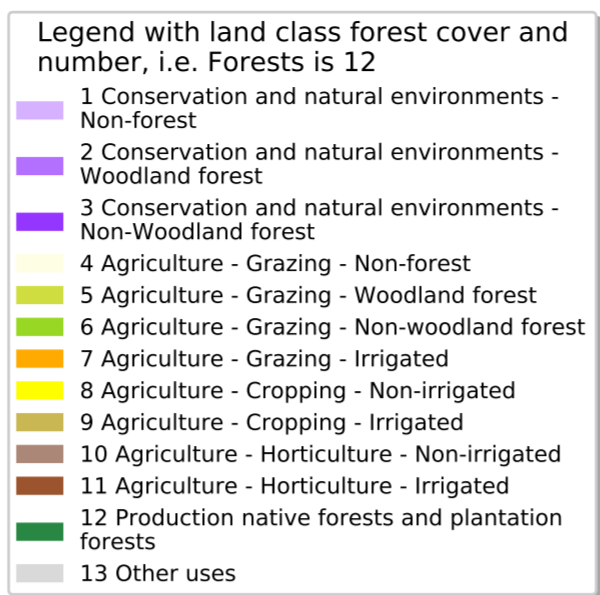 Legend with land class forest cover and
number, i.e. Forests is 12
1 Conservation and natural environments -
Non-forest
2 Conservation and natural environments -
Woodland forest
3 Conservation and natural environments -
Non-Woodland forest
4 Agriculture - Grazing - Non-forest
5 Agriculture - Grazing - Woodland forest
6 Agriculture - Grazing - Non-woodland forest
7 Agriculture - Grazing - Irrigated
8 Agriculture - Cropping - Non-irrigated
9 Agriculture - Cropping - Irrigated
10 Agriculture - Horticulture - Non-irrigated
11 Agriculture - Horticulture - Irrigated
12 Production native forests and plantation
forests
13 Other uses